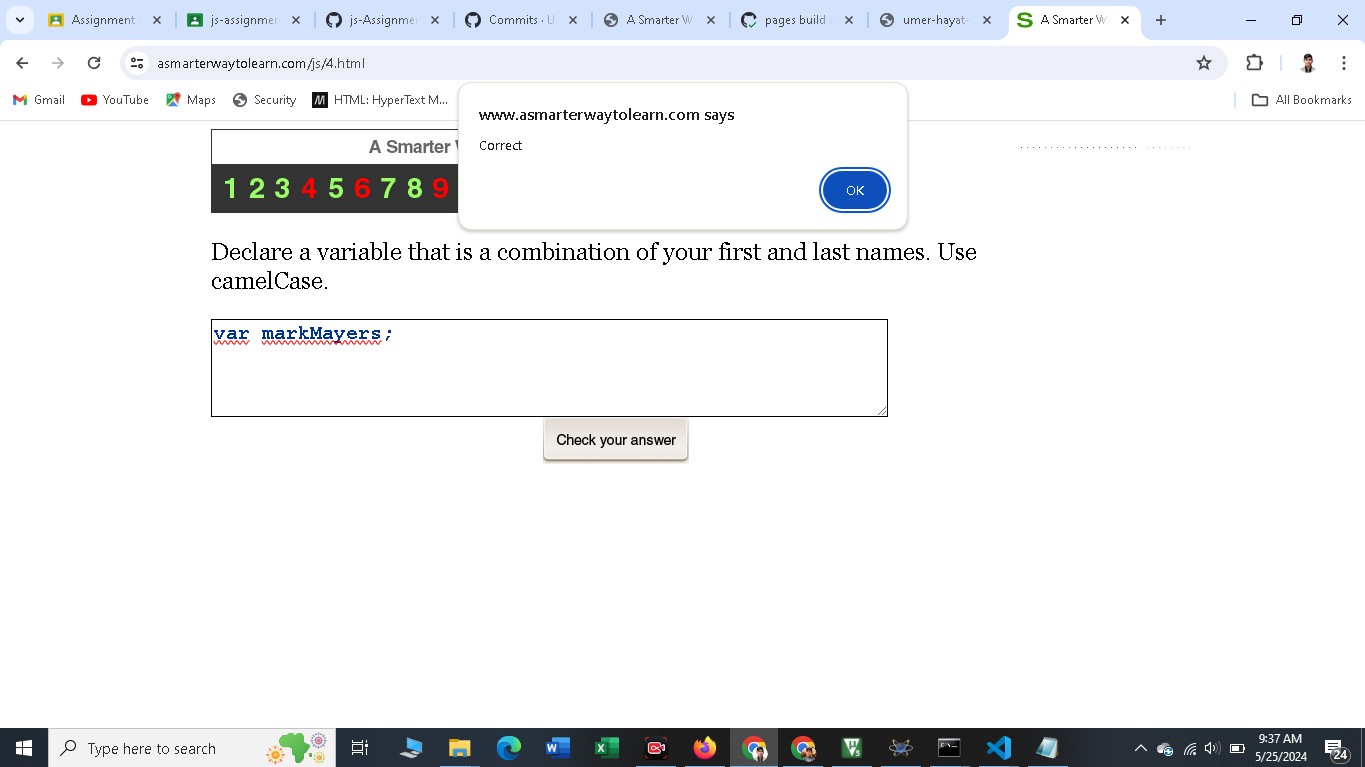 Assignment
js-assignmer
js-Assignme
Commits · U
A Smarter W
pages build
umer-hayat-
A Smarter W
asmarterwaytolearn.com/js/4.html
Gmail
YouTube
Maps
Security
HTML: HyperText M...
All Bookmarks
www.asmarterwaytolearn.com says
Correct
OK
A Smarter
1 2 3 4 5 6 7 8 9
Declare a variable that is a combination of your first and last names. Use
camelCase.
var markMayers;
Check your answer
Type here to search
9:37 AM
5/25/2024
24